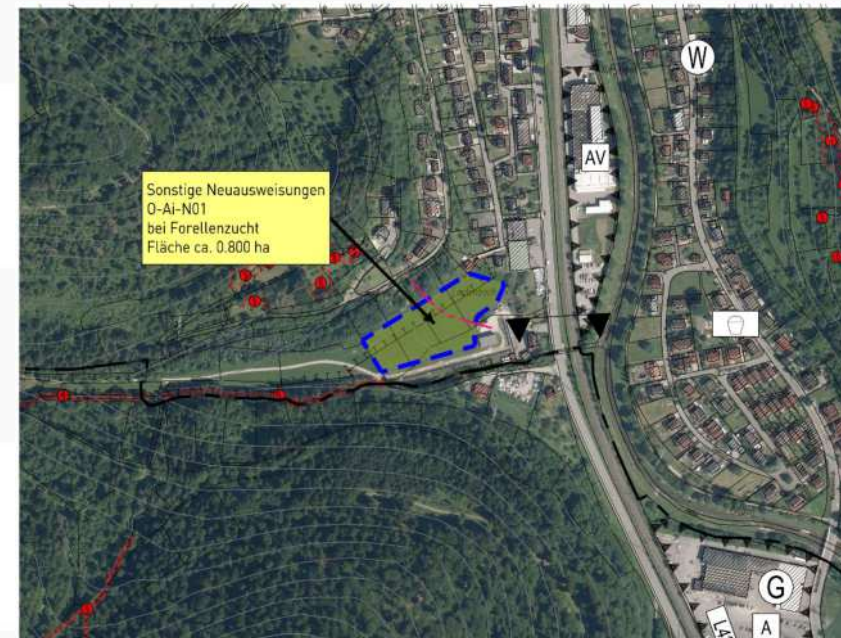 W
AV
Sonstige Neuausweisungen
O-Ai-N01
bei Forellenzucht
Fläche ca. 0.800 ha
G
A